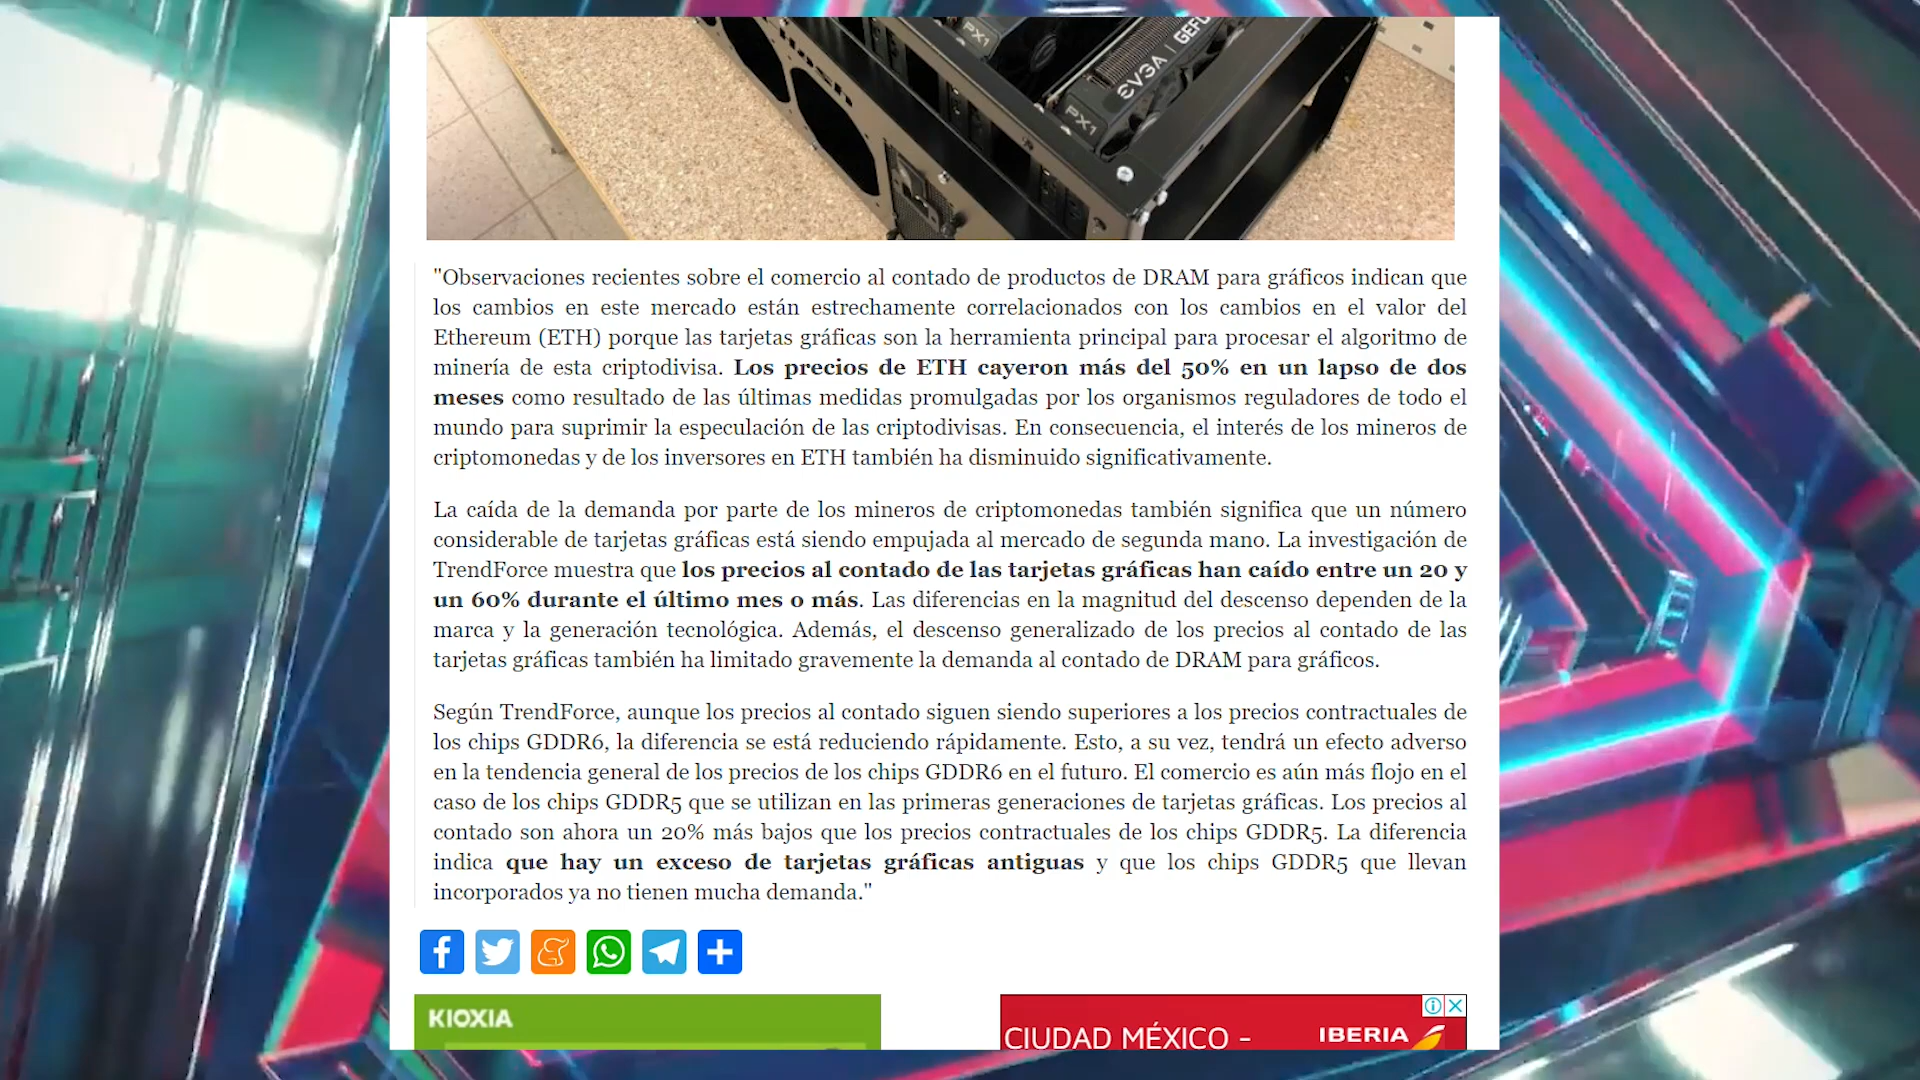 PX1
GEFO
EVGA
PX1
"Observaciones recientes sobre el comercio al contado de productos de DRAM para gráficos indican que
los cambios en este mercado están estrechamente correlacionados con los cambios en el valor del
Ethereum (ETH) porque las tarjetas gráficas son la herramienta principal para procesar el algoritmo de
minería de esta criptodivisa. Los precios de ETH cayeron más del 50% en un lapso de dos
meses como resultado de las últimas medidas promulgadas por los organismos reguladores de todo el
mundo para suprimir la especulación de las criptodivisas. En consecuencia, el interés de los mineros de
criptomonedas y de los inversores en ETH también ha disminuido significativamente.
La caída de la demanda por parte de los mineros de criptomonedas también significa que un número
considerable de tarjetas gráficas está siendo empujada al mercado de segunda mano. La investigación de
TrendForce muestra que los precios al contado de las tarjetas gráficas han caído entre un 20 y
un 60% durante el último mes o más. Las diferencias en la magnitud del descenso dependen de la
marca y la generación tecnológica. Además, el descenso generalizado de los precios al contado de las
tarjetas gráficas también ha limitado gravemente la demanda al contado de DRAM para gráficos.
Según TrendForce, aunque los precios al contado siguen siendo superiores a los precios contractuales de
los chips GDDR6, la diferencia se está reduciendo rápidamente. Esto, a su vez, tendrá un efecto adverso
en la tendencia general de los precios de los chips GDDR6 en el futuro. El comercio es aún más flojo en el
caso de los chips GDDR5 que se utilizan en las primeras generaciones de tarjetas gráficas. Los precios al
contado son ahora un 20% más bajos que los precios contractuales de los chips GDDR5. La diferencia
indica que hay un exceso de tarjetas gráficas antiguas y que los chips GDDR5 que llevan
incorporados ya no tienen mucha demanda."
KIOXIA
CIUDAD MÉXICO -
IBERIA